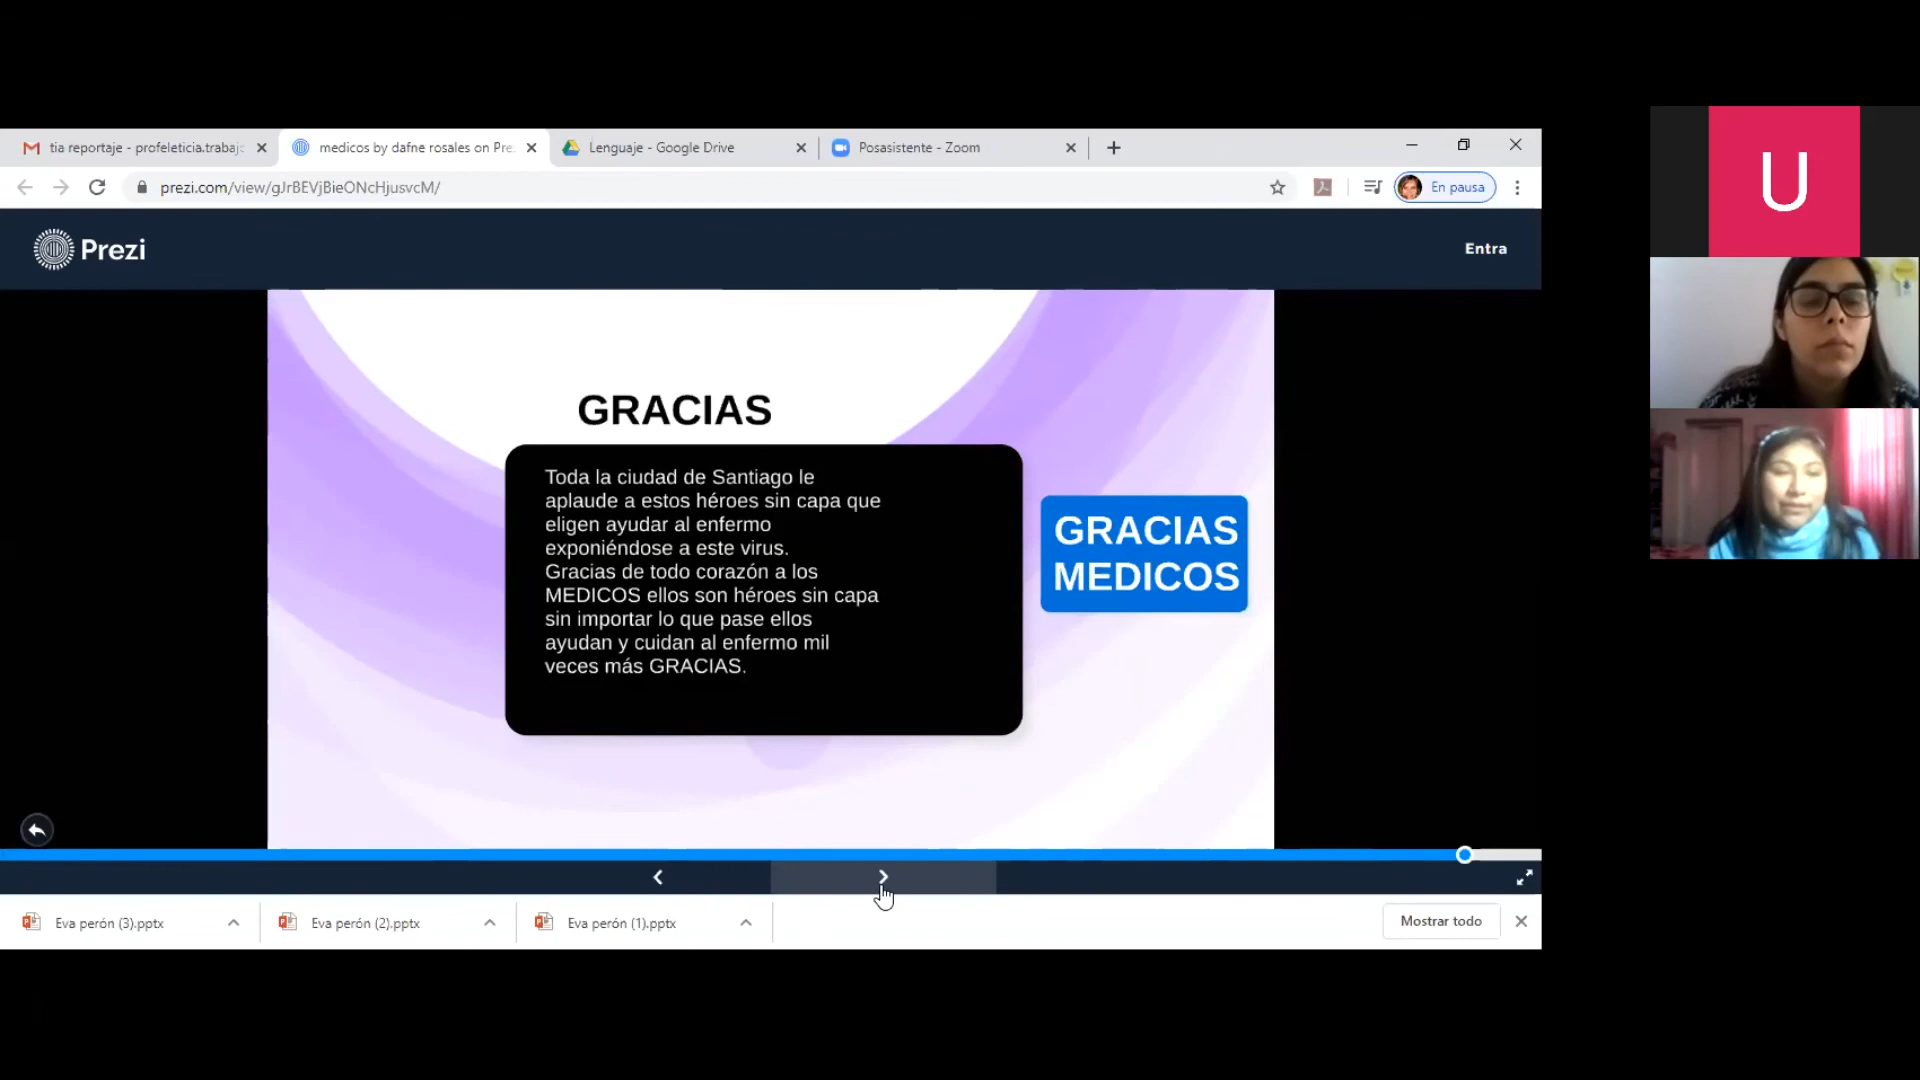 tia reportaje - profeleticia.trabajo
medicos by dafne rosales on Pre
Lenguaje - Google Drive
Posasistente - Zoom
prezi.com/view/gJrBEVjBieONcHjusvcM/
En pausa
Prezi
Entra
U
GRACIAS
Toda la ciudad de Santiago le
aplaude a estos héroes sin capa que
eligen ayudar al enfermo
exponiéndose a este virus.
Gracias de todo corazón a los
MEDICOS ellos son héroes sin capa
sin importar lo que pase ellos
ayudan y cuidan al enfermo mil
veces más GRACIAS.
GRACIAS
MEDICOS
Eva perón (3).pptx
Eva perón (2).pptx
Eva perón (1).pptx
Mostrar todo